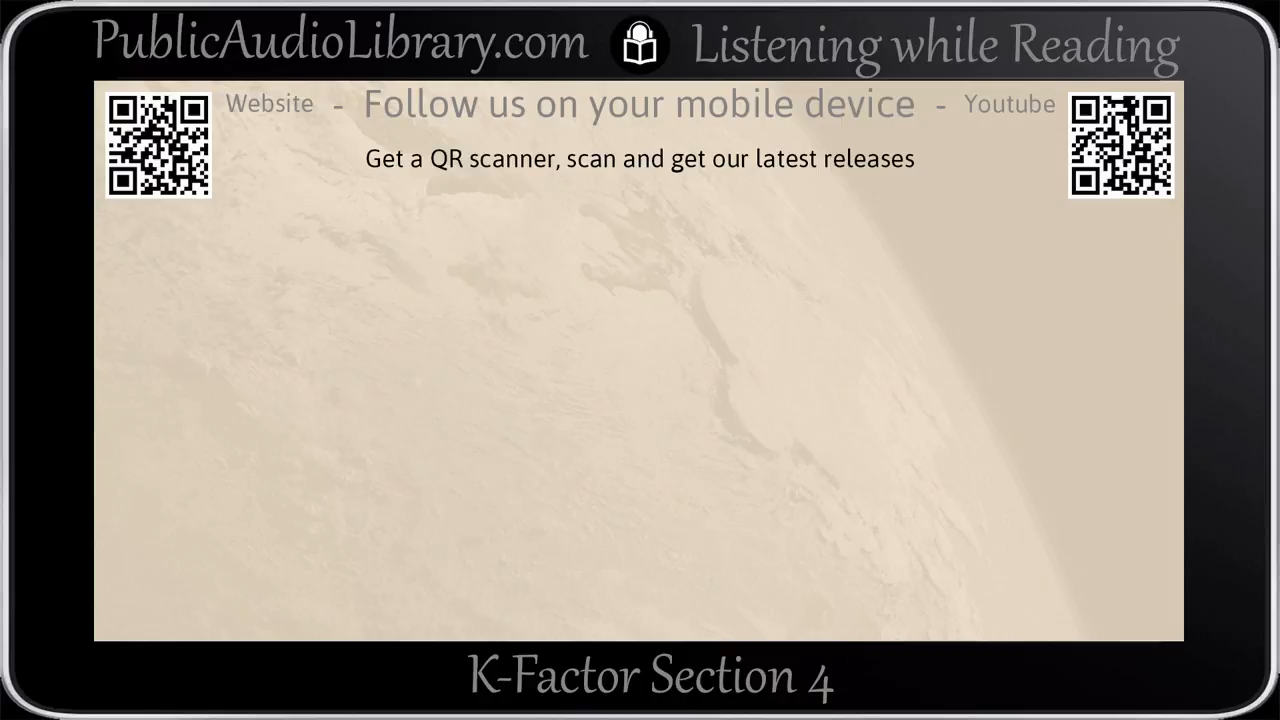 PublicAudioLibrary.com Listening while Reading
Website - Follow us on your mobile device - Youtube
Get a QR scanner, scan and get our latest releases
K-Factor Section 4